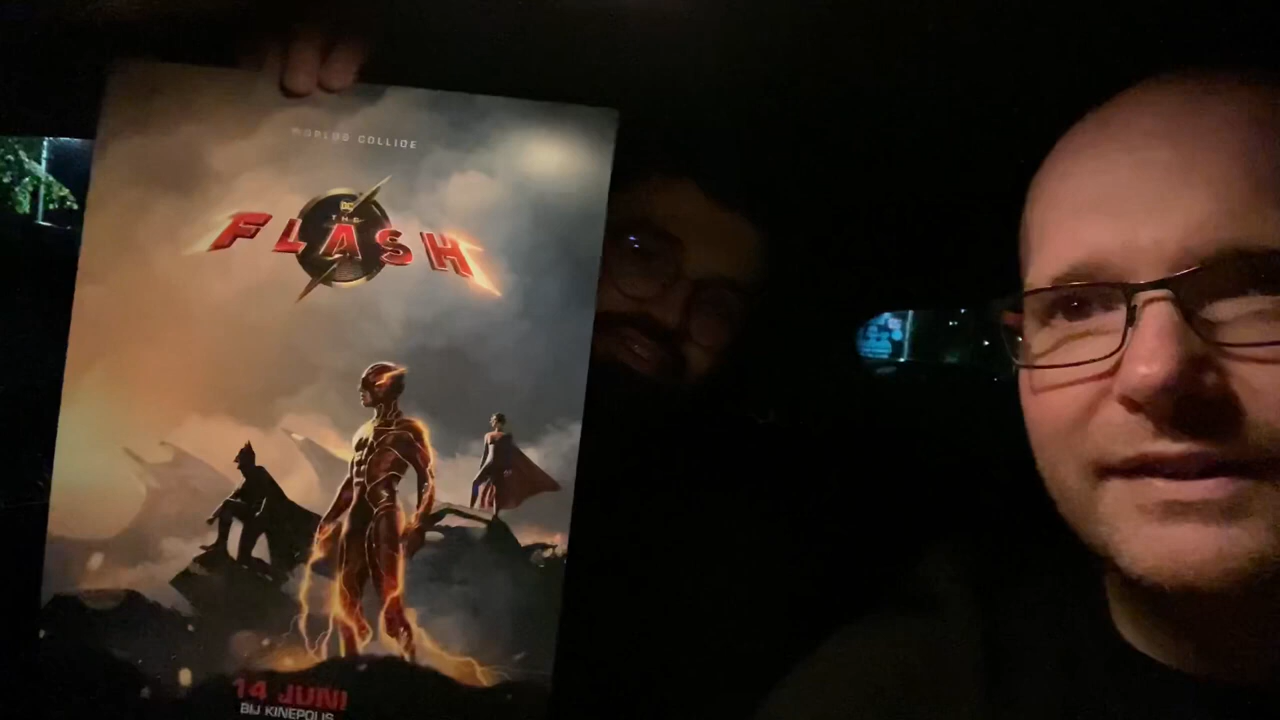 WORLDS COLLIDE
DC
THE
FLASH
14 JUNI
BIJ KINEPOLIS